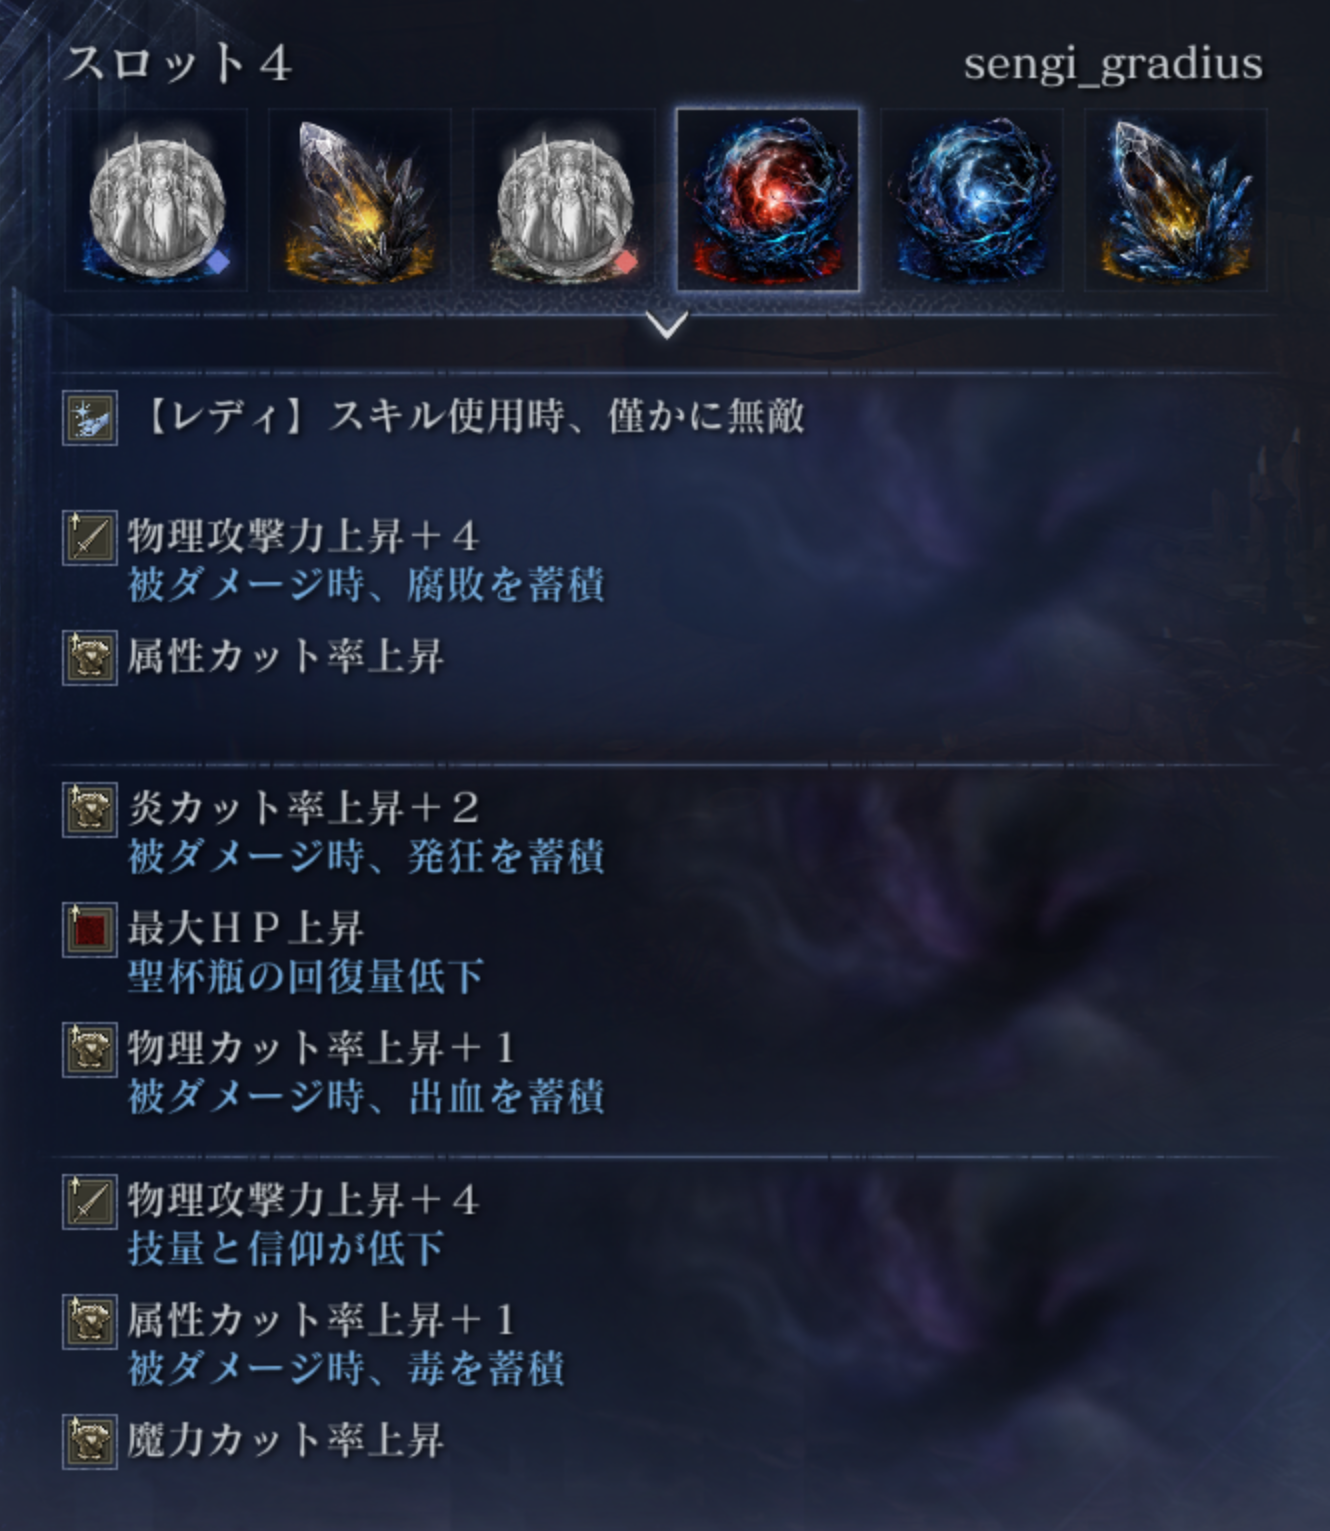 スロット４
sengi_gradius
【レディ】スキル使用時、僅かに無敵
物理攻撃力上昇＋４
被ダメージ時、腐敗を蓄積
属性カット率上昇
炎カット率上昇＋２
被ダメージ時、発狂を蓄積
最大ＨＰ上昇
聖杯瓶の回復量低下
物理カット率上昇＋１
被ダメージ時、出血を蓄積
物理攻撃力上昇＋４
技量と信仰が低下
属性カット率上昇＋１
被ダメージ時、毒を蓄積
魔力カット率上昇